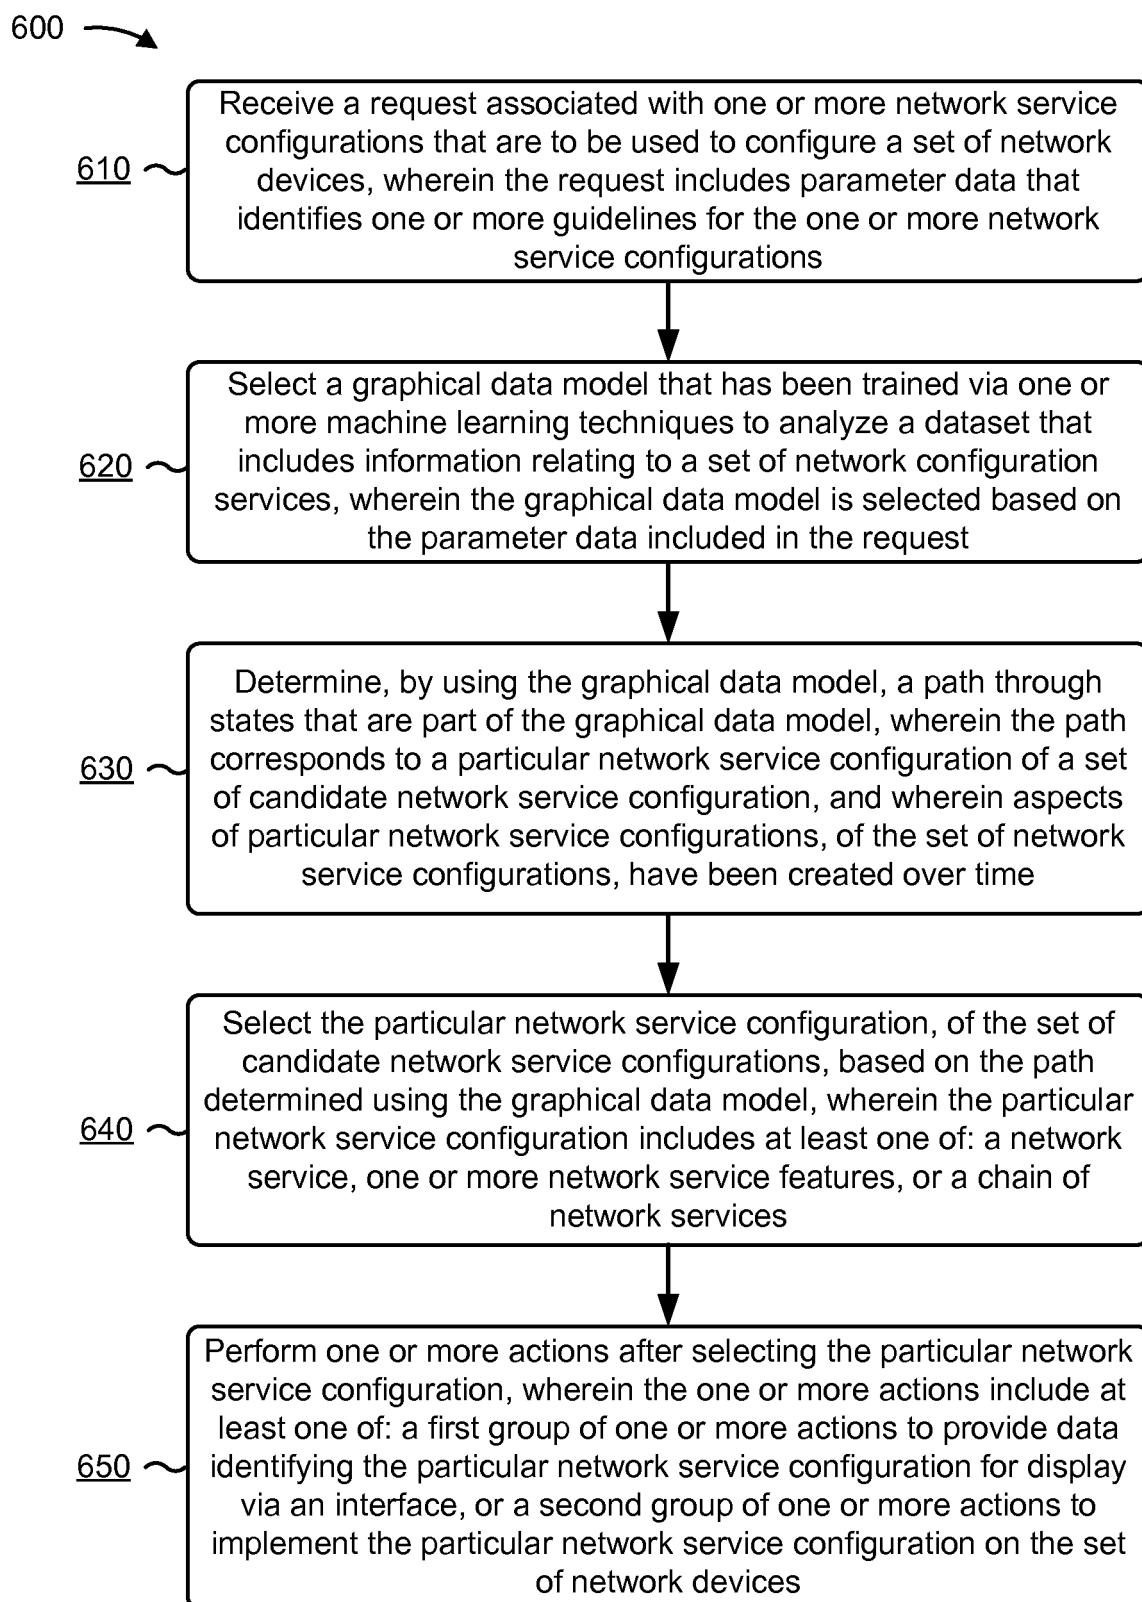 600
Receive a request associated with one or more network service
configurations that are to be used to configure a set of network
devices, wherein the request includes parameter data that
identifies one or more guidelines for the one or more network
service configurations
610
Select a graphical data model that has been trained via one or
more machine learning techniques to analyze a dataset that
includes information relating to a set of network configuration
services, wherein the graphical data model is selected based on
the parameter data included in the request
620
Determine, by using the graphical data model, a path through
states that are part of the graphical data model, wherein the path
corresponds to a particular network service configuration of a set
of candidate network service configuration, and wherein aspects
of particular network service configurations, of the set of network
service configurations, have been created over time
630
Select the particular network service configuration, of the set of
candidate network service configurations, based on the path
determined using the graphical data model, wherein the particular
network service configuration includes at least one of: a network
service, one or more network service features, or a chain of
network services
640
Perform one or more actions after selecting the particular network
service configuration, wherein the one or more actions include at
least one of: a first group of one or more actions to provide data
identifying the particular network service configuration for display
via an interface, or a second group of one or more actions to
implement the particular network service configuration on the set
of network devices
650